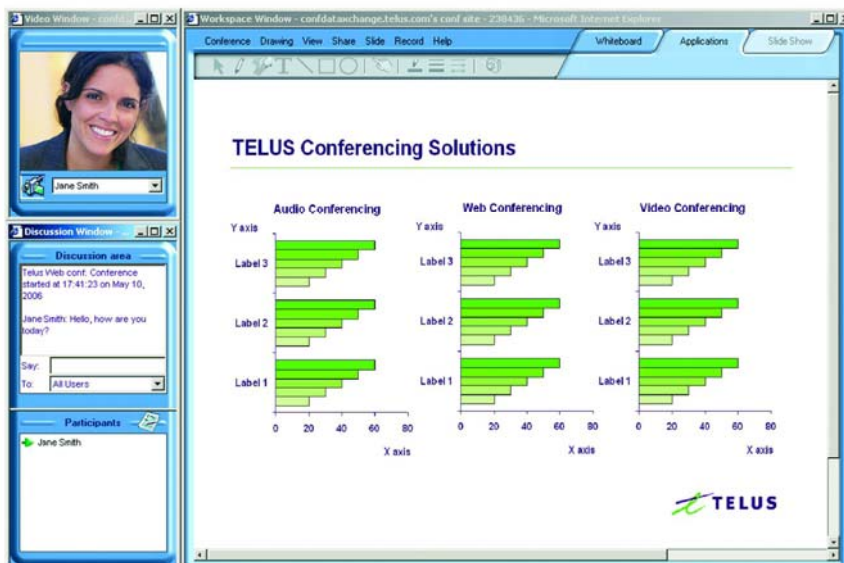 Video Window - confd...
Jane Smith
Discussion Window - ...
Discussion area
Telus Web conf: Conference
started at 17:41:23 on May 10,
2006
Jane Smith: Hello, how are you
today?
Say:
To: All Users
Participants
Jane Smith
Workspace Window - confdataxchange.telus.com's conf site - 230436 - Microsoft Internet Explorer
Conference Drawing View Share Slide Record Help
Whiteboard Applications Slide Show
T
TELUS Conferencing Solutions
Audio Conferencing
Y axis
Label 3
Label 2
Label 1
0 20 40 60 80
X axis
Web Conferencing
Y axis
Label 3
Label 2
Label 1
0 20 40 60 80
X axis
Video Conferencing
Y axis
Label 3
Label 2
Label 1
0 20 40 60 80
X axis
TELUS